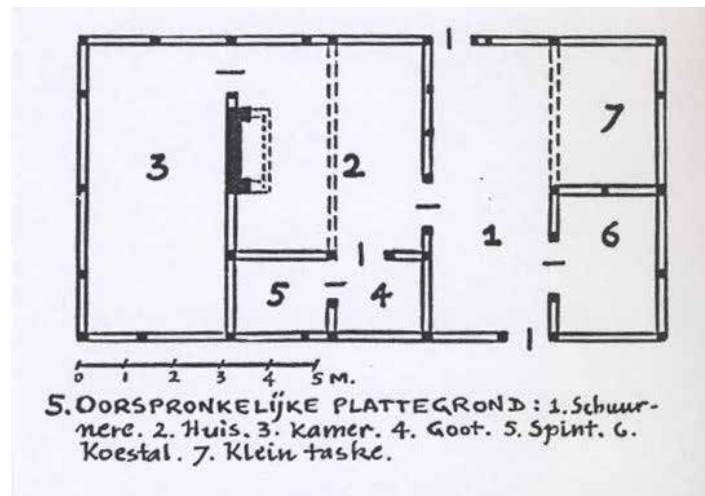 3
2
7
1
6
5
4
0 1 2 3 4 5 M.
5. OORSPRONKELIJKE PLATTEGROND: 1. Schuur-
nere. 2. Huis. 3. Kamer. 4. Goot. 5. Spint. 6.
Koestal. 7. Klein taske.